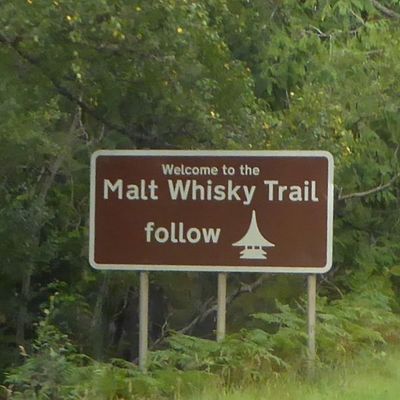 Welcome to the
Malt Whisky Trail
follow